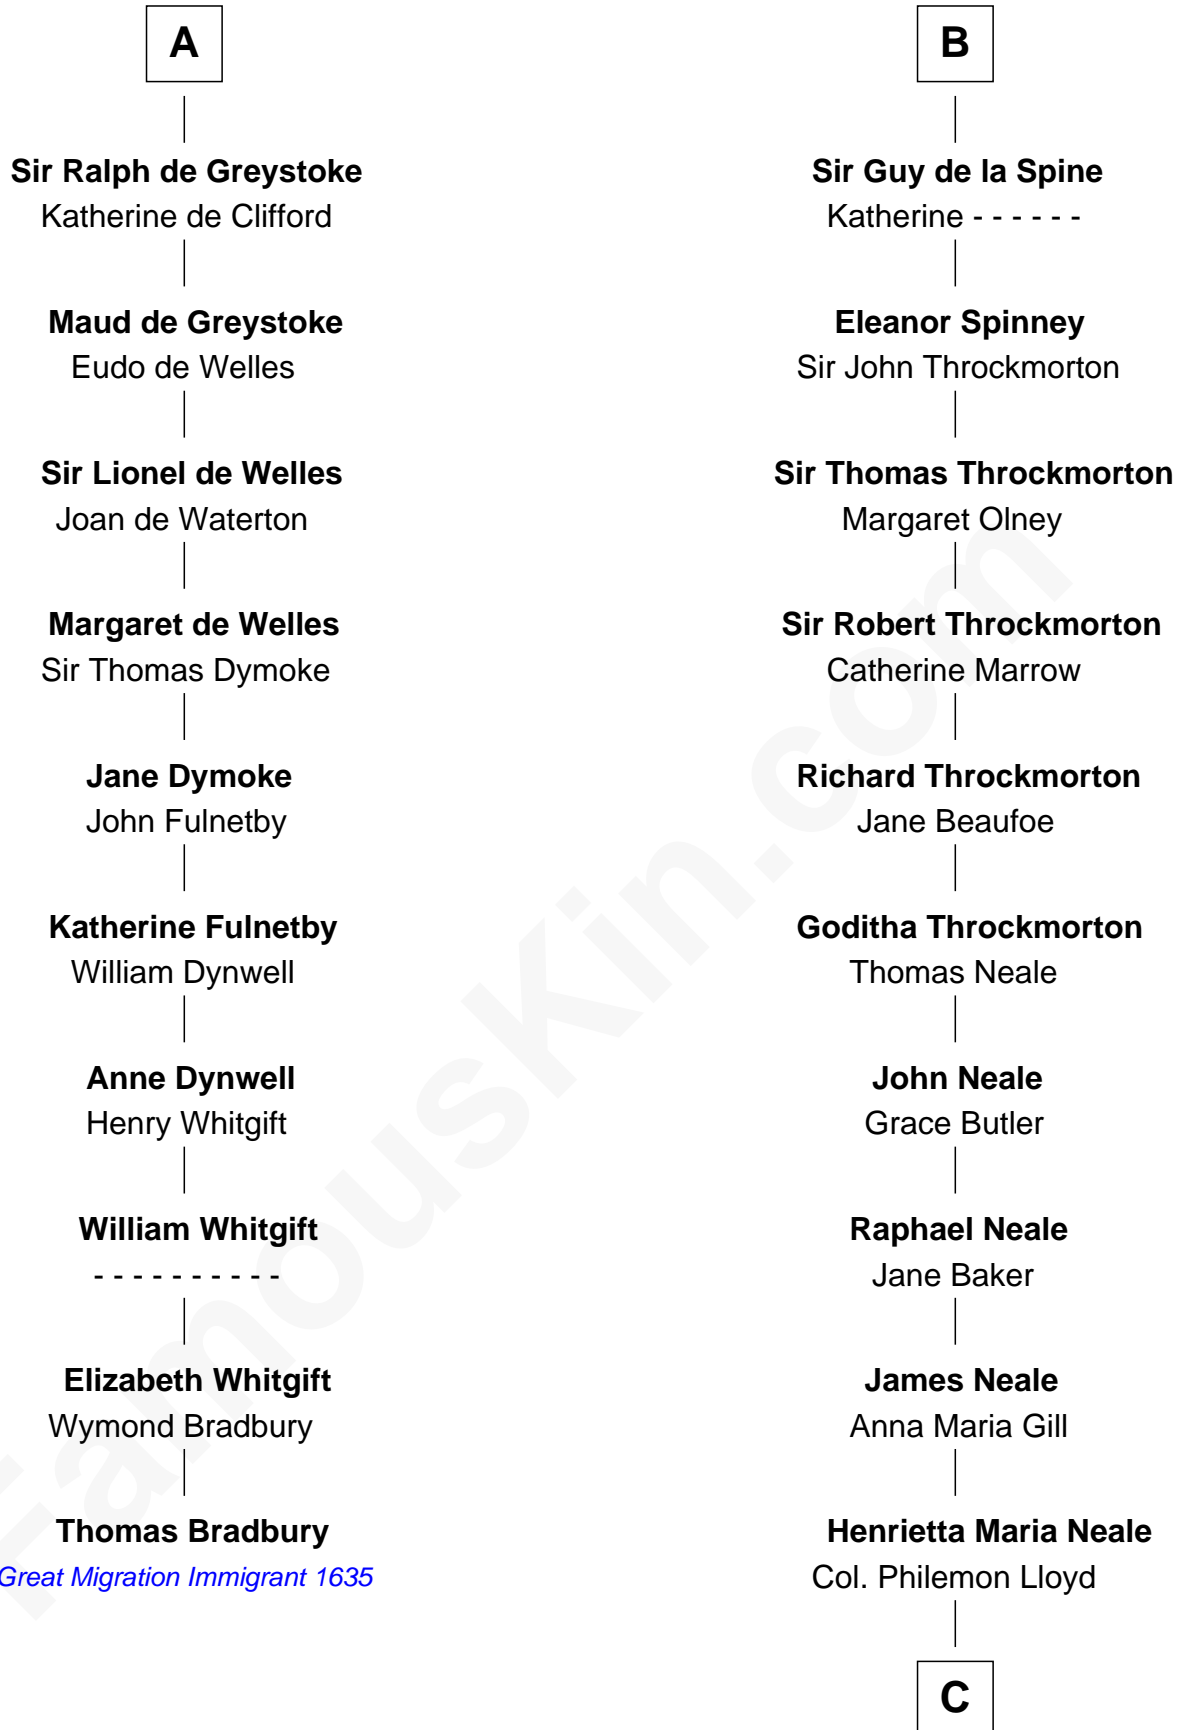 A
Sir Ralph de Greystoke
Katherine de Clifford
Maud de Greystoke
Eudo de Welles
Sir Lionel de Welles
Joan de Waterton
Margaret de Welles
Sir Thomas Dymoke
Jane Dymoke
John Fulnetby
Katherine Fulnetby
William Dynwell
Anne Dynwell
Henry Whitgift
William Whitgift
- - - - - - - - - -
Elizabeth Whitgift
Wymond Bradbury
Thomas Bradbury
Great Migration Immigrant 1635
B
Sir Guy de la Spine
Katherine - - - - - -
Eleanor Spinney
Sir John Throckmorton
Sir Thomas Throckmorton
Margaret Olney
Sir Robert Throckmorton
Catherine Marrow
Richard Throckmorton
Jane Beaufoe
Goditha Throckmorton
Thomas Neale
John Neale
Grace Butler
Raphael Neale
Jane Baker
James Neale
Anna Maria Gill
Henrietta Maria Neale
Col. Philemon Lloyd
C
FamousKin.com